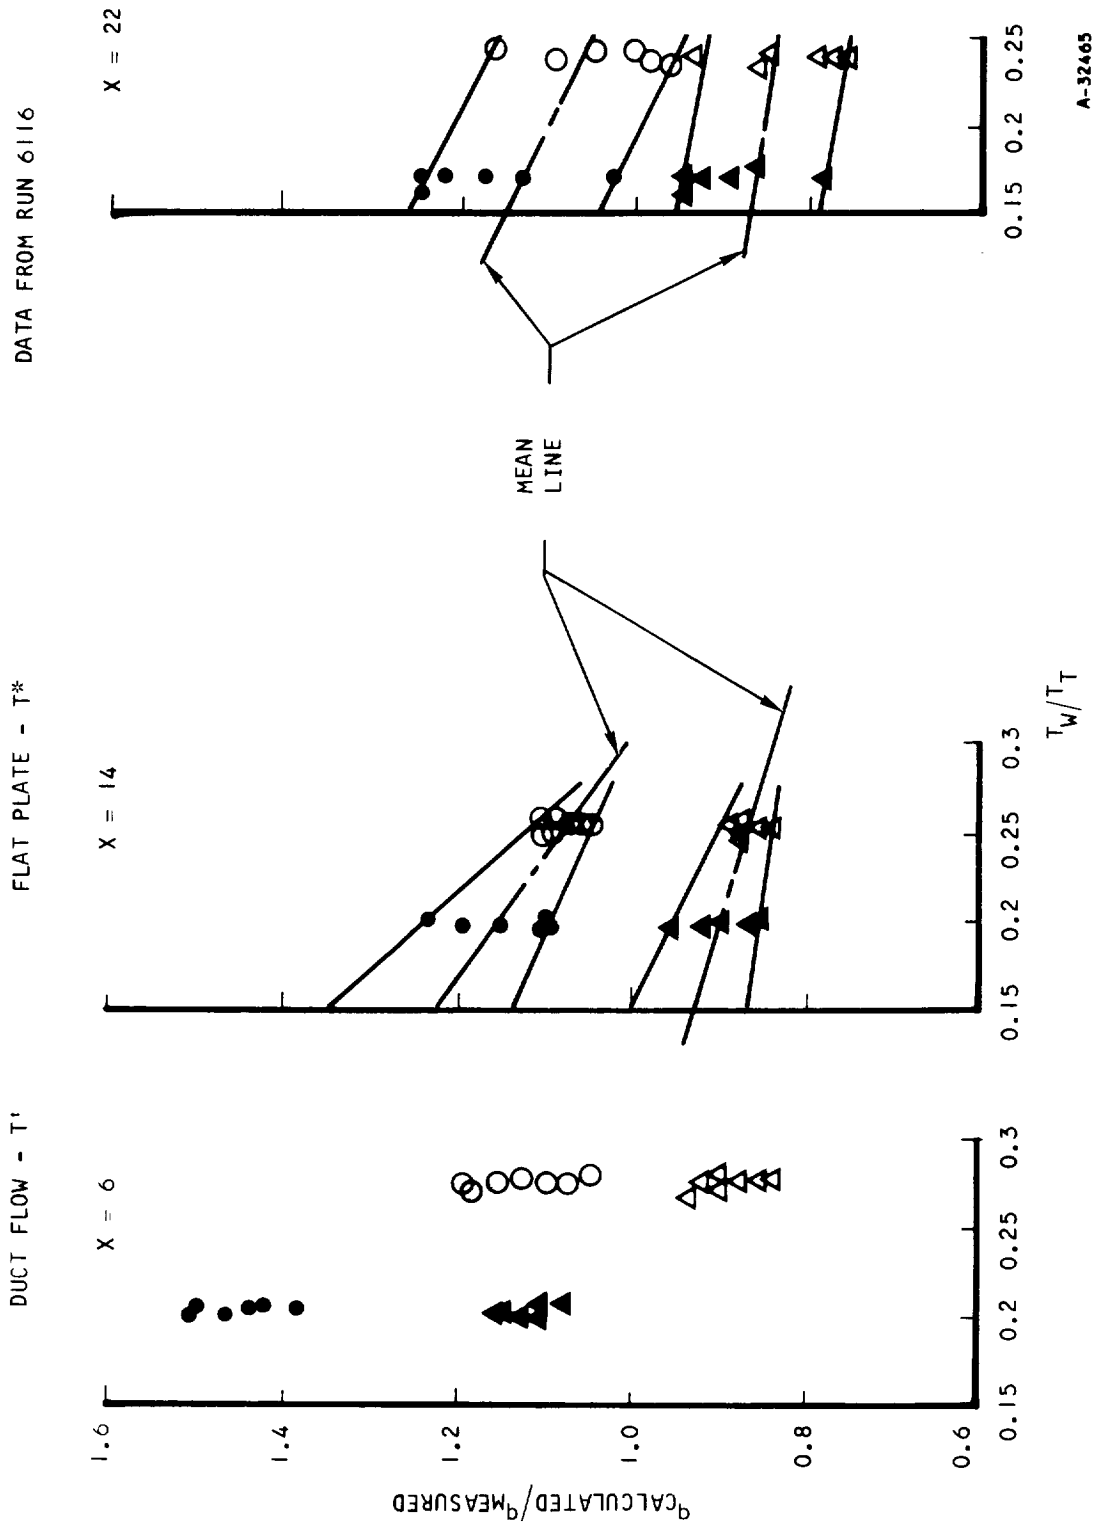 DUCT FLOW - T'
FLAT PLATE - T*
DATA FROM RUN 6116
X = 6
X = 14
X = 22
1.6
1.4
1.2
1.0
0.8
0.6
qCALCULATED/qMEASURED
MEAN
LINE
0.15
0.2
0.25
0.3
0.15
0.2
0.25
0.3
0.15
0.2
0.25
TW/TT
A-32465